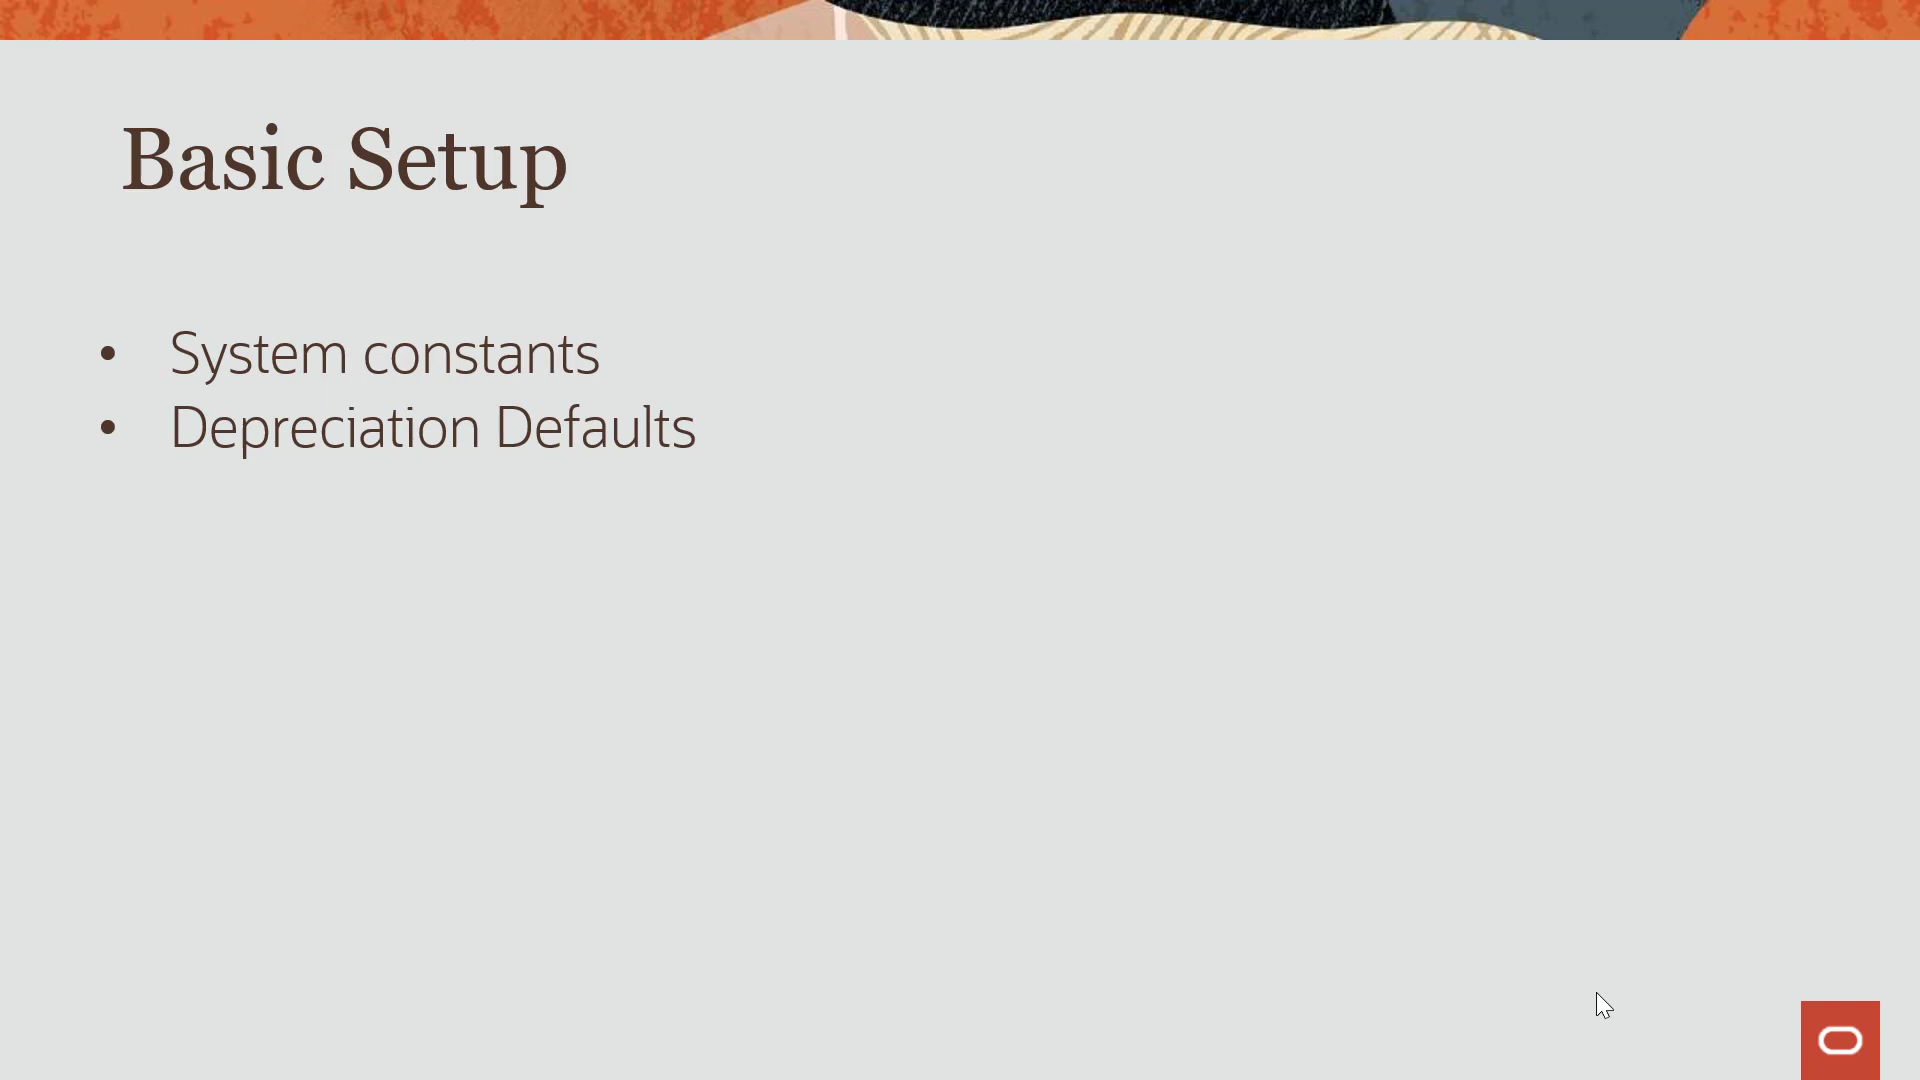 Basic Setup
• System constants
• Depreciation Defaults